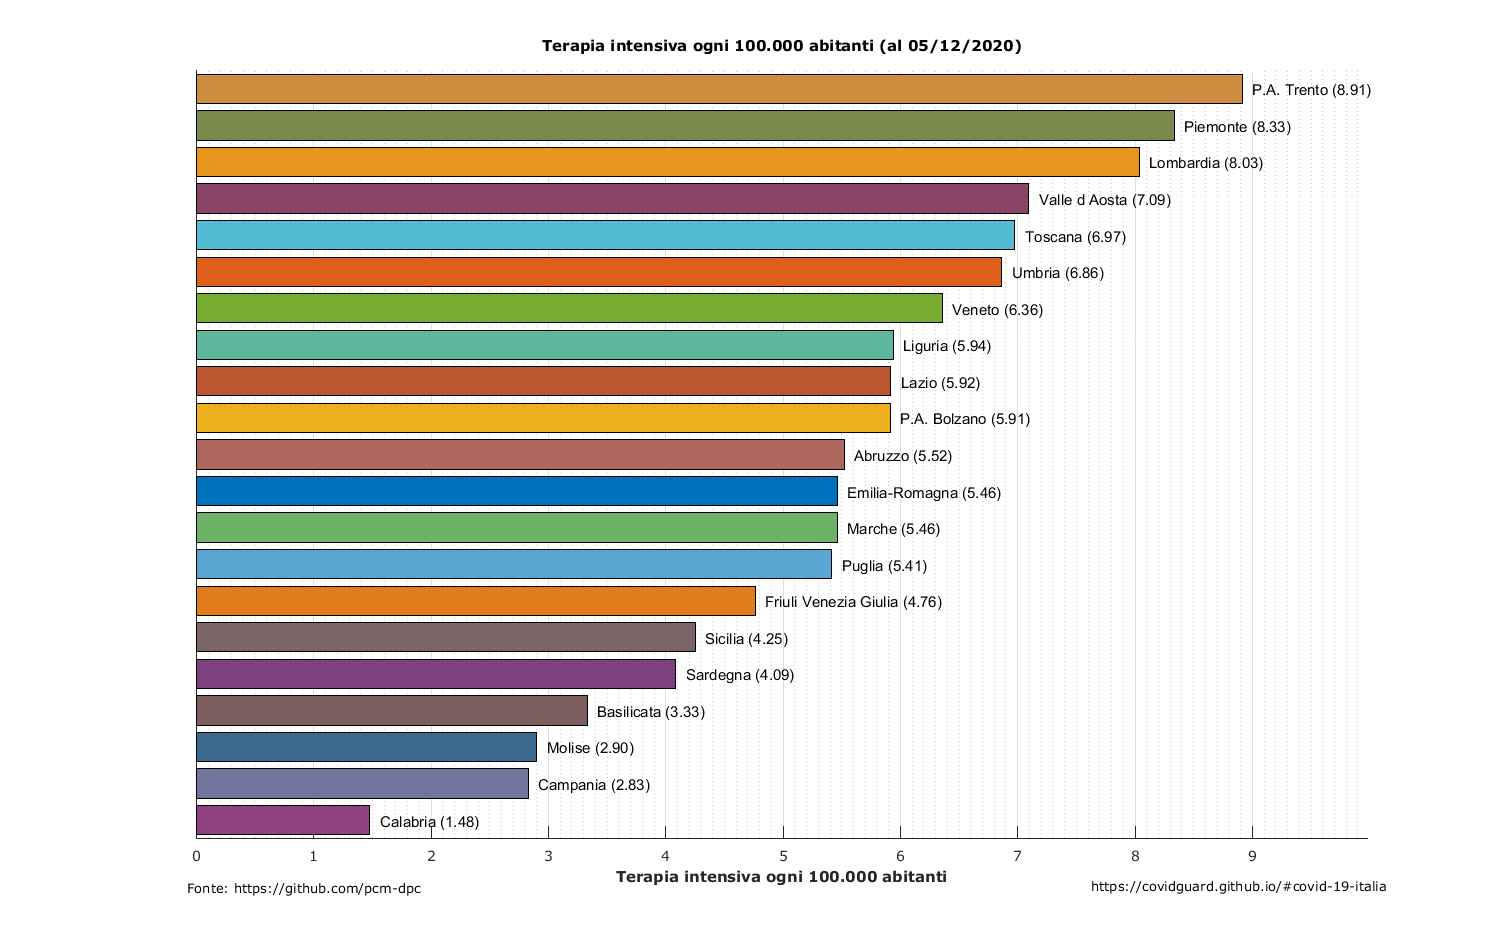 Terapia intensiva ogni 100.000 abitanti (al 05/12/2020)
P.A. Trento (8.91)
Piemonte (8.33)
Lombardia (8.03)
Valle d Aosta (7.09)
Toscana (6.97)
Umbria (6.86)
Veneto (6.36)
Liguria (5.94)
Lazio (5.92)
P.A. Bolzano (5.91)
Abruzzo (5.52)
Emilia-Romagna (5.46)
Marche (5.46)
Puglia (5.41)
Friuli Venezia Giulia (4.76)
Sicilia (4.25)
Sardegna (4.09)
Basilicata (3.33)
Molise (2.90)
Campania (2.83)
Calabria (1.48)
0 1 2 3 4 5 6 7 8 9
Terapia intensiva ogni 100.000 abitanti
Fonte: https://github.com/pcm-dpc
https://covidguard.github.io/#covid-19-italia